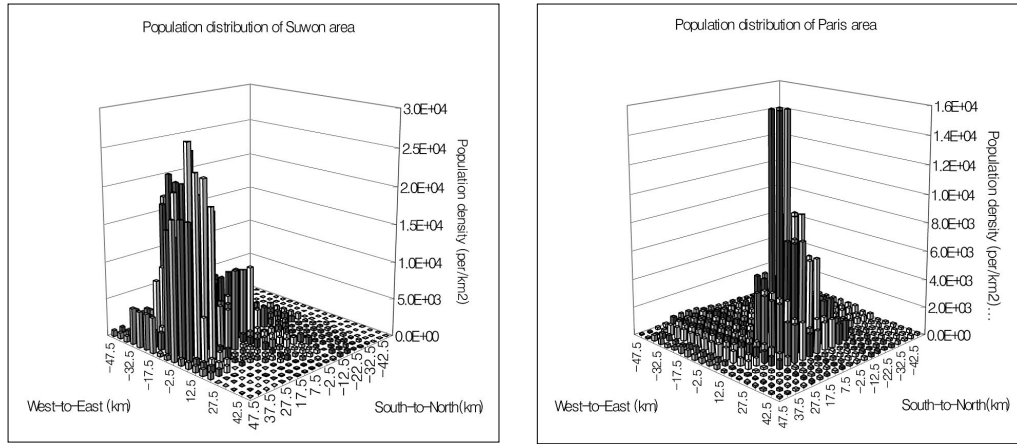 Population distribution of Suwon area
3.0E+04
2.5E+04
2.0E+04
1.5E+04
1.0E+04
5.0E+03
0.0E+00
Population density (per/km2)
-47.5
-32.5
-17.5
-2.5
12.5
27.5
42.5
West-to-East (km)
47.5
37.5
27.5
17.5
7.5
-2.5
-12.5
-22.5
-32.5
-42.5
South-to-North(km)
Population distribution of Paris area
1.6E+04
1.4E+04
1.2E+04
1.0E+04
8.0E+03
6.0E+03
4.0E+03
2.0E+03
0.0E+00
Population density (per/km2)...
-47.5
-32.5
-17.5
-2.5
12.5
27.5
42.5
West-to-East (km)
47.5
37.5
27.5
17.5
7.5
-2.5
-12.5
-22.5
-32.5
-42.5
South-to-North(km)